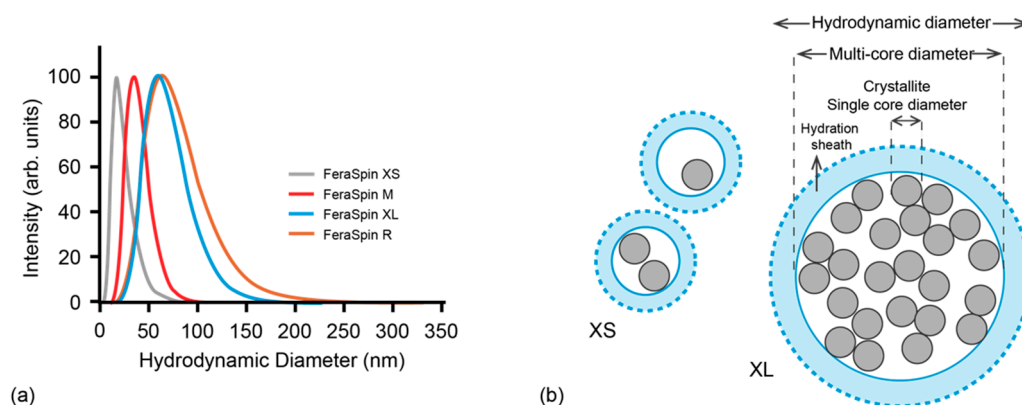 Intensity (arb. units)
100
80
60
40
20
0
0 50 100 150 200 250 300 350
Hydrodynamic Diameter (nm)
FeraSpin XS
FeraSpin M
FeraSpin XL
FeraSpin R
(a)
Hydrodynamic diameter
Multi-core diameter
Crystallite
Single core diameter
Hydration
sheath
XS
XL
(b)